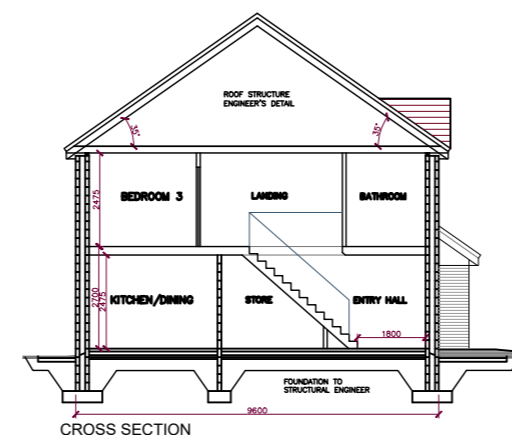 ROOF STRUCTURE
ENGINEER'S DETAIL
35°
35°
2475
BEDROOM 3
LANDING
BATHROOM
2700
2475
KITCHEN/DINING
STORE
ENTRY HALL
1800
FOUNDATION TO
STRUCTURAL ENGINEER
9600
CROSS SECTION